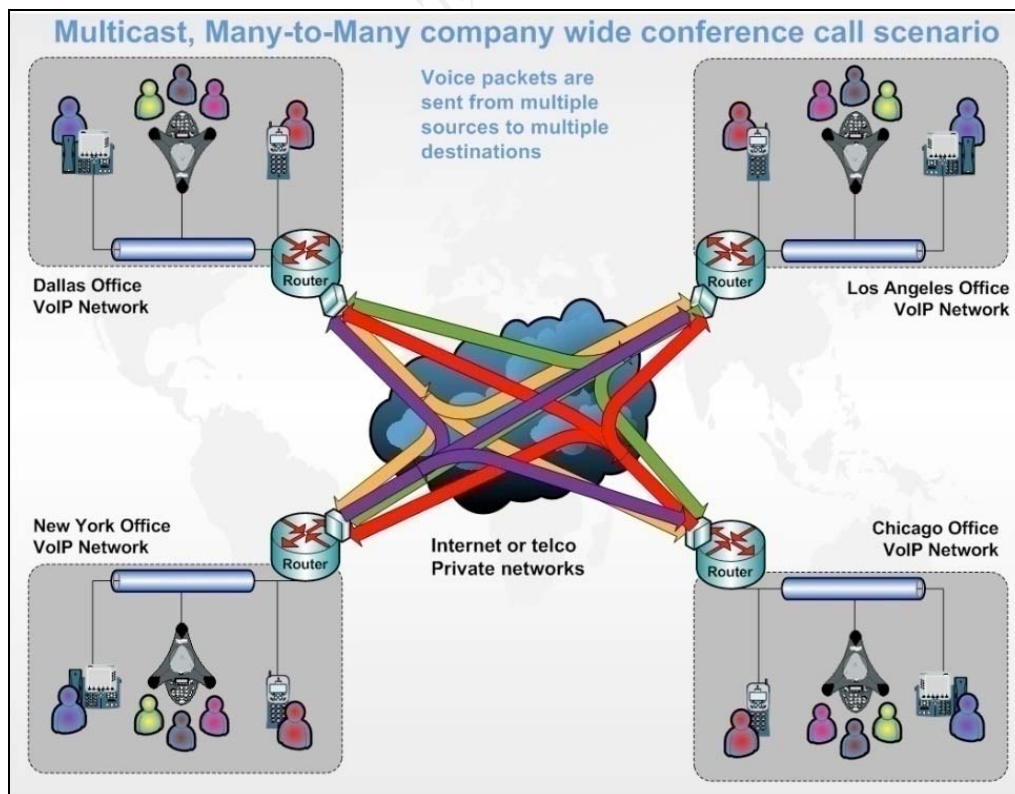 Multicast, Many-to-Many company wide conference call scenario
Voice packets are
sent from multiple
sources to multiple
destinations
Router
Dallas Office
VoIP Network
Router
Los Angeles Office
VoIP Network
New York Office
VoIP Network
Router
Internet or telco
Private networks
Chicago Office
VoIP Network
Router